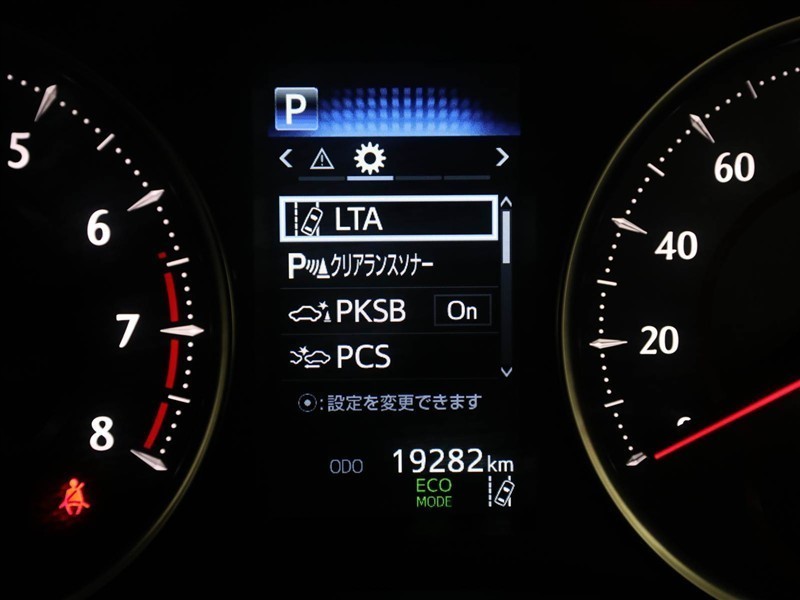 P
LTA
Pクリアランスソナー
PKSB On
PCS
:設定を変更できます
ODO 19282km
ECO
MODE
5
6
7
8
60
40
20